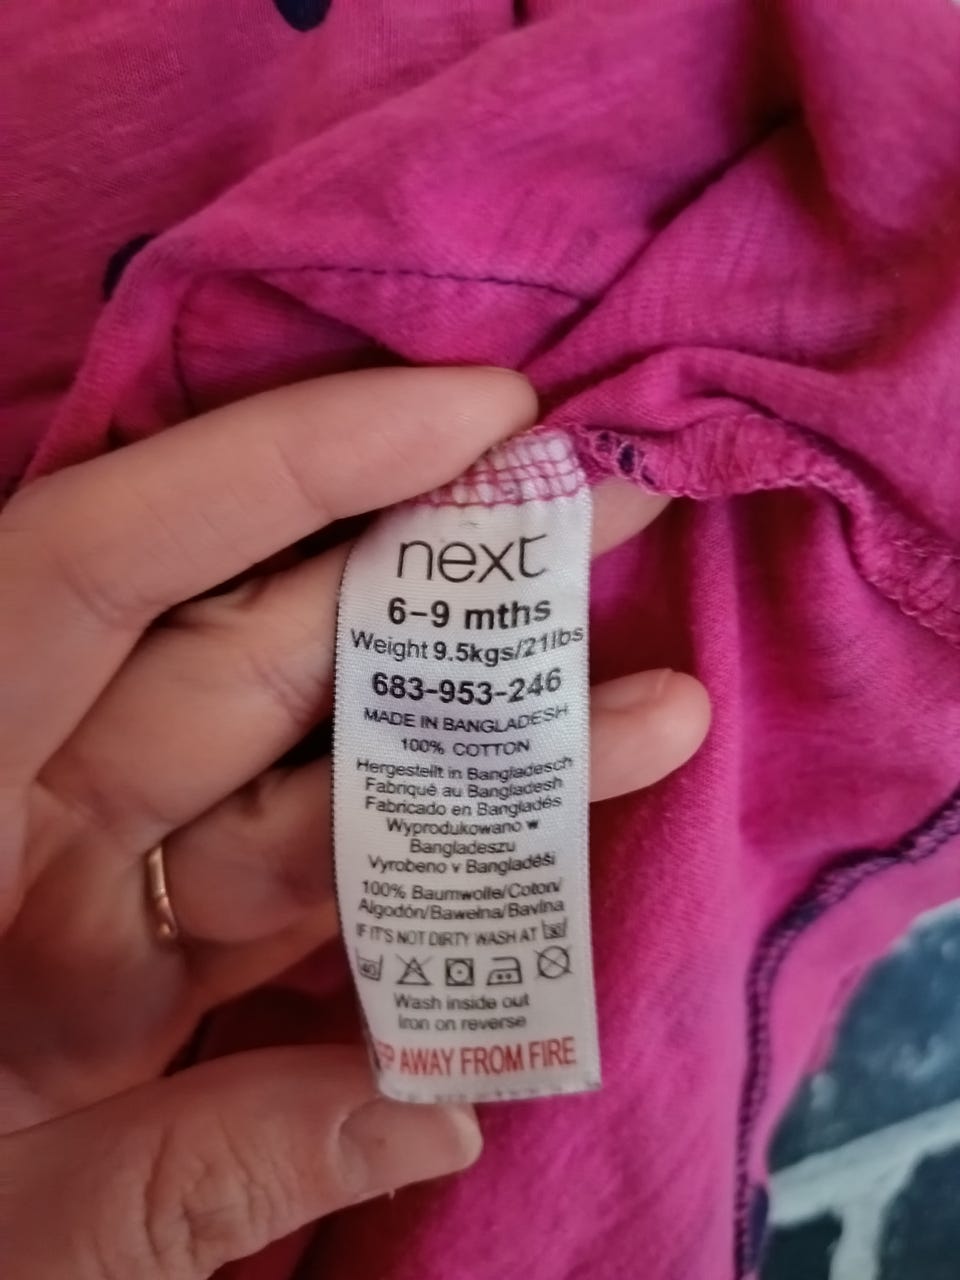 next
6-9 mths
Weight 9.5kgs/21lbs
683-953-246
MADE IN BANGLADESH
100% COTTON
Hergestellt in Bangladesch
Fabriqué au Bangladesh
Fabricado en Bangladés
Wyprodukowano w
Bangladeszu
Vyrobeno v Bangladéši
100% Baumwolle/Coton/
Algodón/Bawełna/Bavlna
IF IT'S NOT DIRTY WASH AT 30
40
Wash inside out
Iron on reverse
AWAY FROM FIRE